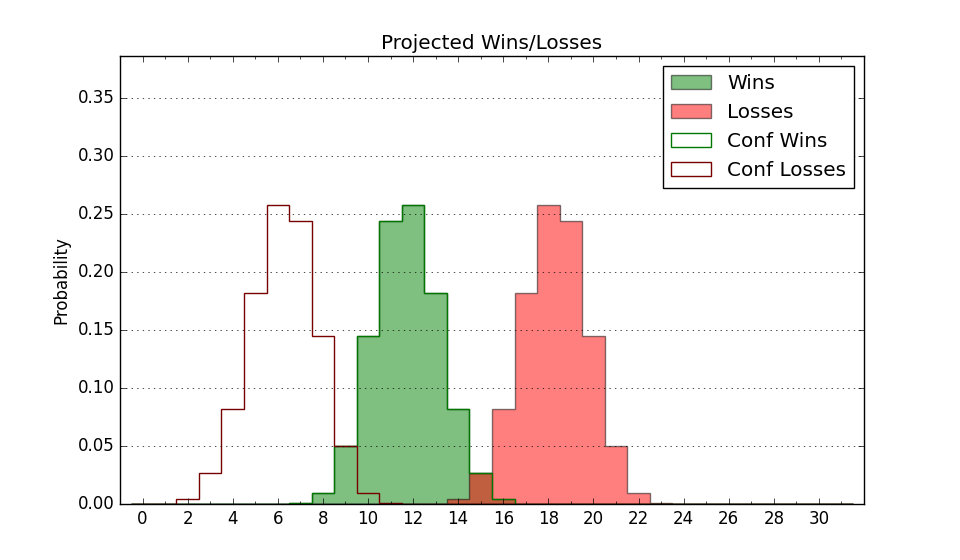 Projected Wins/Losses
Wins
Losses
Conf Wins
Conf Losses
Probability
0.35
0.30
0.25
0.20
0.15
0.10
0.05
0.00
0 2 4 6 8 10 12 14 16 18 20 22 24 26 28 30